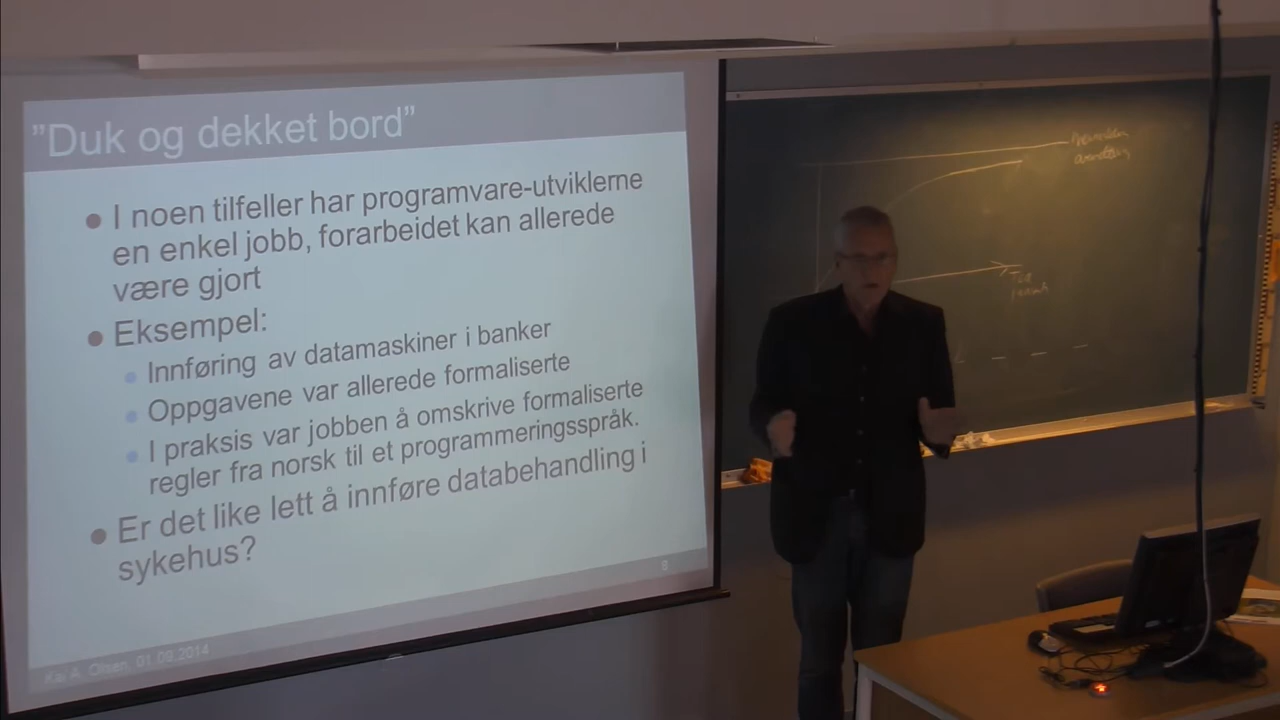 ”Duk og dekket bord”
I noen tilfeller har programvare-utviklerne
en enkel jobb, forarbeidet kan allerede
være gjort
Eksempel:
Innføring av datamaskiner i banker
Oppgavene var allerede formaliserte
I praksis var jobben å omskrive formaliserte
regler fra norsk til et programmeringsspråk.
Er det like lett å innføre databehandling i
sykehus?
8
Kai A. Olsen, 01.09.2014